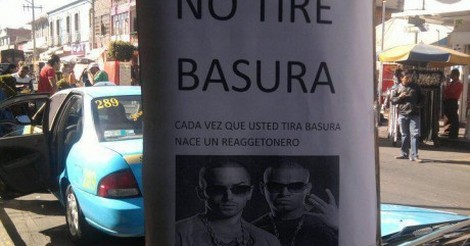 NO TIRE
BASURA
CADA VEZ QUE USTED TIRA BASURA
NACE UN REAGGETONERO
289